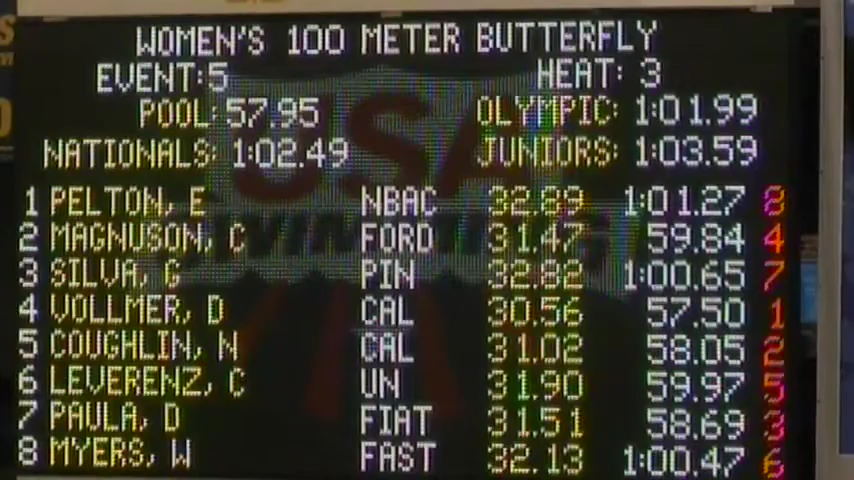 WOMEN'S 100 METER BUTTERFLY
EVENT:5 HEAT: 3
POOL: 57.95 OLYMPIC: 1:01.99
NATIONALS: 1:02.49 JUNIORS: 1:03.59
1 PELTON, E NBAC 32.89 1:01.27 8
2 MAGNUSON, C FORD 31.47 59.84 4
3 SILVA, G PIN 32.82 1:00.65 7
4 VOLLMER, D CAL 30.56 57.50 1
5 COUGHLIN, N CAL 31.02 58.05 2
6 LEVERENZ, C UN 31.90 59.97 5
7 PAULA, D FIAT 31.51 58.69 3
8 MYERS, W FAST 32.13 1:00.47 6
USA